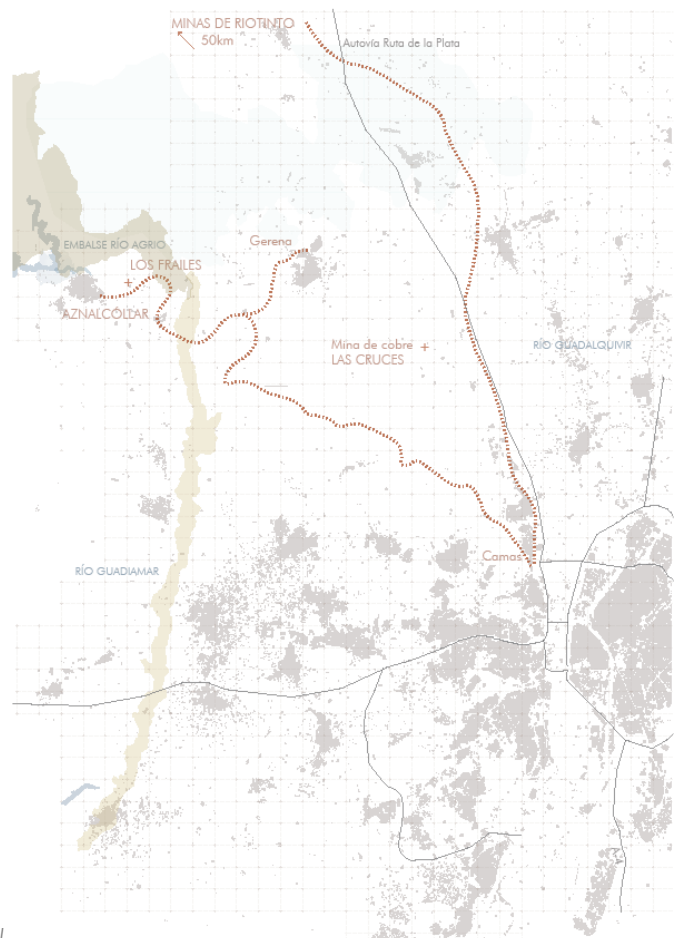 MINAS DE RIOTINTO
50km
Autovía Ruta de la Plata
EMBALSE RÍO AGRIO
Gerena
LOS FRAILES
AZNALCÓLLAR
Mina de cobre
LAS CRUCES
RÍO GUADALQUIVIR
Camas
RÍO GUADIAMAR